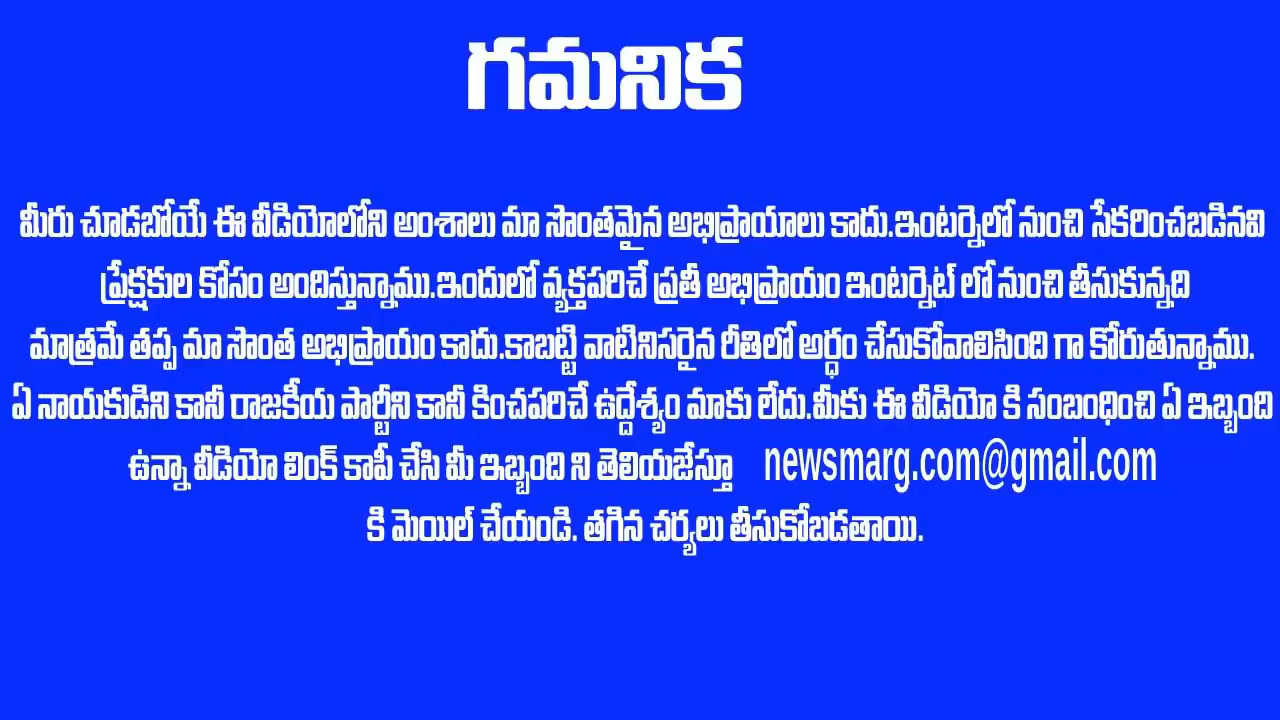 గమనిక
మీరు చూడబోయే ఈ వీడియోలోని అంశాలు మా సొంతమైన అభిప్రాయాలు కాదు.ఇంటర్నెలో నుంచి సేకరించబడినవి
ప్రేక్షకుల కోసం అందిస్తున్నాము.ఇందులో వ్యక్తపరిచే ప్రతీ అభిప్రాయం ఇంటర్నెట్ లో నుంచి తీసుకున్నది
మాత్రమే తప్ప మా సొంత అభిప్రాయం కాదు.కాబట్టి వాటినిసరైన రీతిలో అర్ధం చేసుకోవాలిసింది గా కోరుతున్నాము.
ఏ నాయకుడిని కానీ రాజకీయ పార్టీని కానీ కించపరిచే ఉద్దేశ్యం మాకు లేదు.మీకు ఈ వీడియో కి సంబంధించి ఏ ఇబ్బంది
ఉన్నా వీడియో లింక్ కాపీ చేసి మీ ఇబ్బంది ని తెలియజేస్తూ newsmarg.com@gmail.com
కి మెయిల్ చేయండి. తగిన చర్యలు తీసుకోబడతాయి.